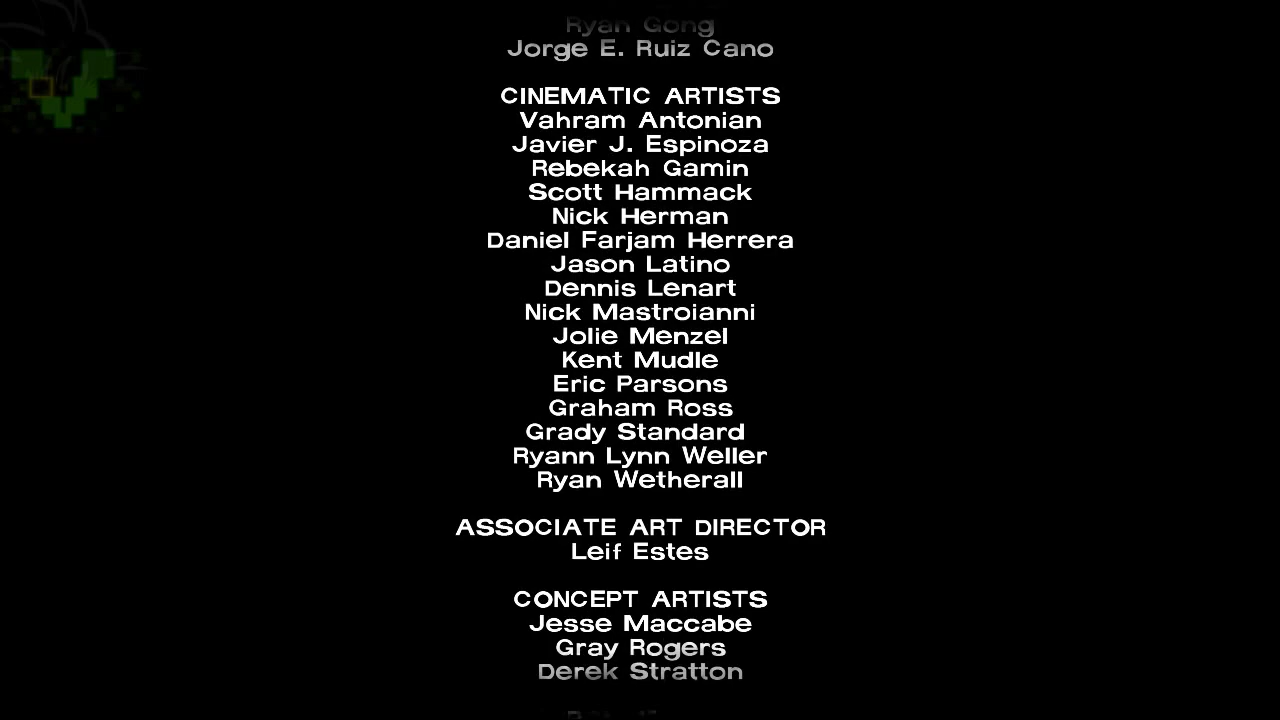 Ryan Gong
Jorge E. Ruiz Cano
CINEMATIC ARTISTS
Vahram Antonian
Javier J. Espinoza
Rebekah Gamin
Scott Hammack
Nick Herman
Daniel Farjam Herrera
Jason Latino
Dennis Lenart
Nick Mastroianni
Jolie Menzel
Kent Mudle
Eric Parsons
Graham Ross
Grady Standard
Ryann Lynn Weller
Ryan Wetherall
ASSOCIATE ART DIRECTOR
Leif Estes
CONCEPT ARTISTS
Jesse Maccabe
Gray Rogers
Derek Stratton